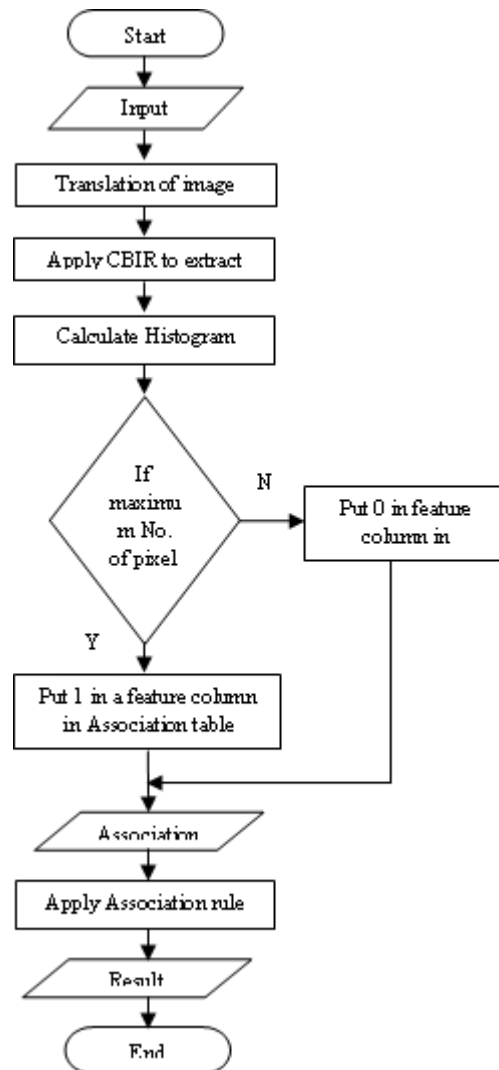 Start
Input
Translation of image
Apply CBIR to extract
Calculate Histogram
If
maximu
m No.
of pixel
N
Put 0 in feature
column in
Y
Put 1 in a feature column
in Association table
Association
Apply Association rule
Result
End